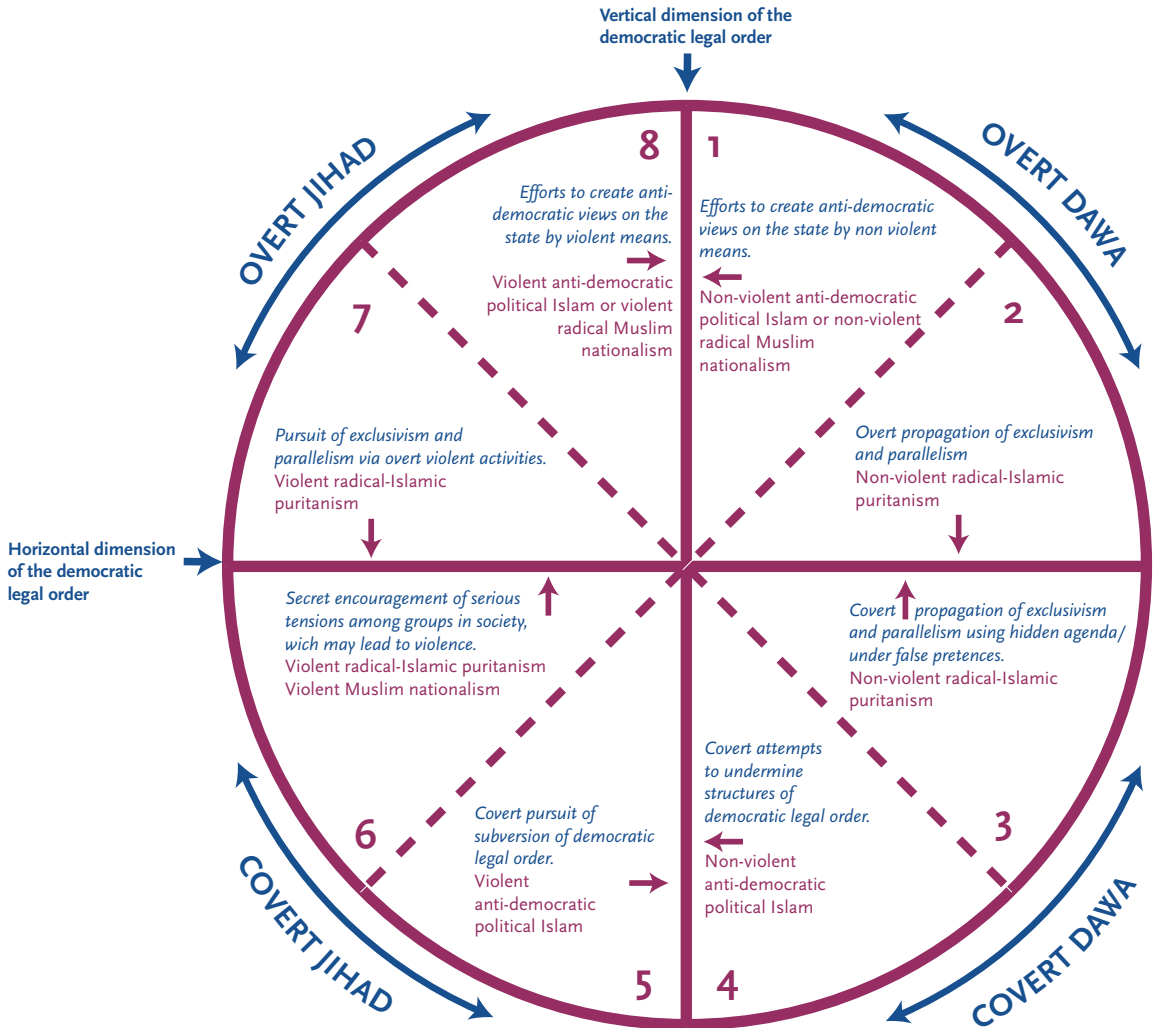 Vertical dimension of the
democratic legal order
OVERT JIHAD
OVERT DAWA
8
1
Efforts to create anti-
democratic views on the
state by violent means.
Violent anti-democratic
political Islam or violent
radical Muslim
nationalism
Efforts to create anti-democratic
views on the state by non violent
means.
Non-violent anti-democratic
political Islam or non-violent
radical Muslim
nationalism
7
2
Pursuit of exclusivism and
parallelism via overt violent activities.
Violent radical-Islamic
puritanism
Overt propagation of exclusivism
and parallelism
Non-violent radical-Islamic
puritanism
Horizontal dimension
of the democratic
legal order
Secret encouragement of serious
tensions among groups in society,
wich may lead to violence.
Violent radical-Islamic puritanism
Violent Muslim nationalism
Covert propagation of exclusivism
and parallelism using hidden agenda/
under false pretences.
Non-violent radical-Islamic
puritanism
6
Covert pursuit of
subversion of democratic
legal order.
Violent
anti-democratic
political Islam
Covert attempts
to undermine
structures of
democratic legal order.
Non-violent
anti-democratic
political Islam
3
5
4
COVERT JIHAD
COVERT DAWA